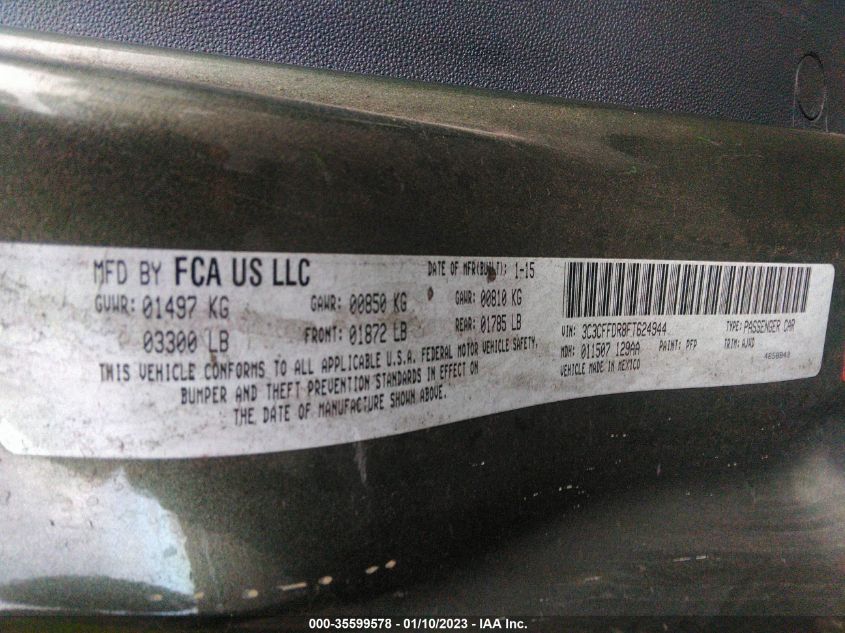 MFD BY FCA US LLC DATE OF MFR(BUILT): 1-15
GVWR: 01497 KG GAWR: 00850 KG GAWR: 00810 KG
03300 LB FRONT: 01872 LB REAR: 01785 LB
THIS VEHICLE CONFORMS TO ALL APPLICABLE U.S.A. FEDERAL MOTOR VEHICLE SAFETY,
BUMPER AND THEFT PREVENTION STANDARDS IN EFFECT ON
THE DATE OF MANUFACTURE SHOWN ABOVE.
VIN: 3C3CFFDR8FT624944 TYPE: PASSENGER CAR
MDH: 011507 129AA PAINT: PFP TRIM: AJXD
VEHICLE MADE IN MEXICO
000-35599578 - 01/10/2023 - IAA Inc.